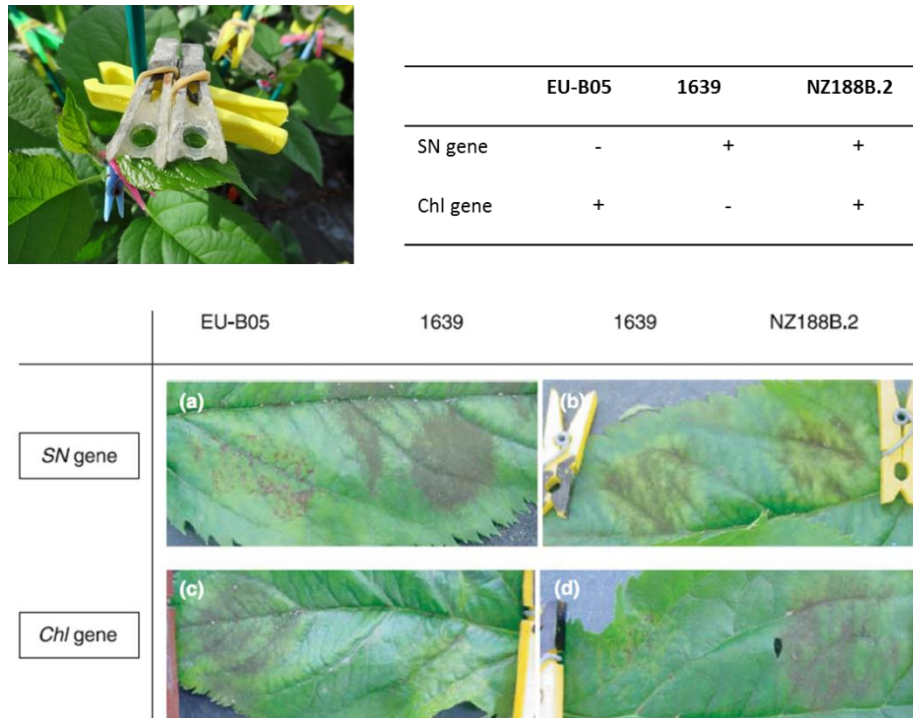 EU-B05 1639 NZ188B.2
SN gene - + +
Chl gene + - +
EU-B05 1639 1639 NZ188B.2
(a) (b)
SN gene
(c) (d)
Chl gene